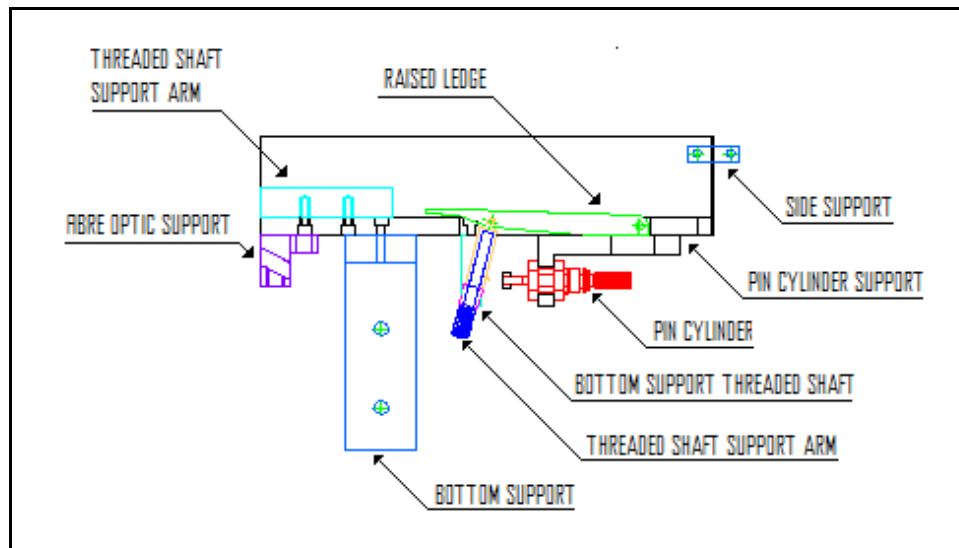 THREADED SHAFT
SUPPORT ARM
RAISED LEDGE
SIDE SUPPORT
ABRE OPTIC SUPPORT
PIN CYLINDER SUPPORT
PIN CYLINDER
BOTTOM SUPPORT THREADED SHAFT
THREADED SHAFT SUPPORT ARM
BOTTOM SUPPORT